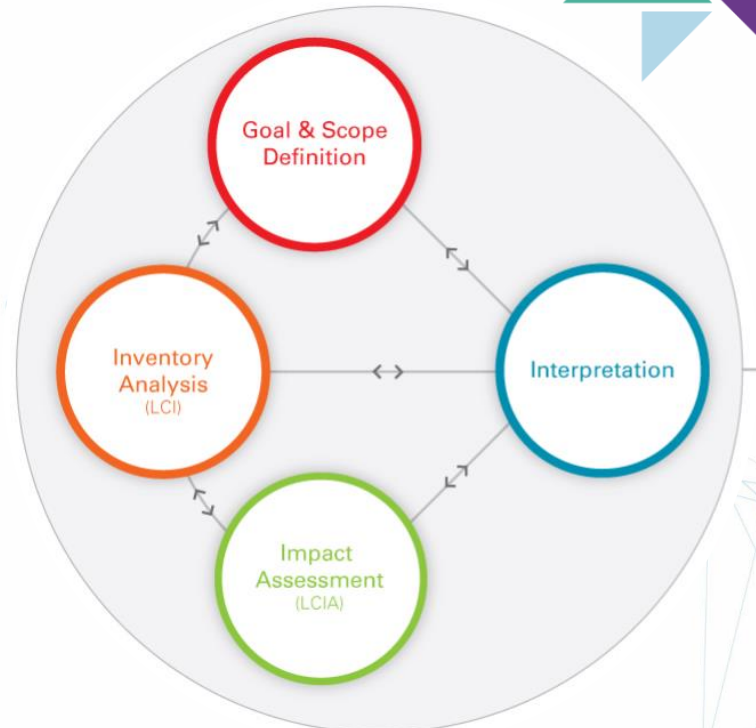 Goal & Scope
Definition
Inventory
Analysis
(LCI)
Interpretation
Impact
Assessment
(LCIA)